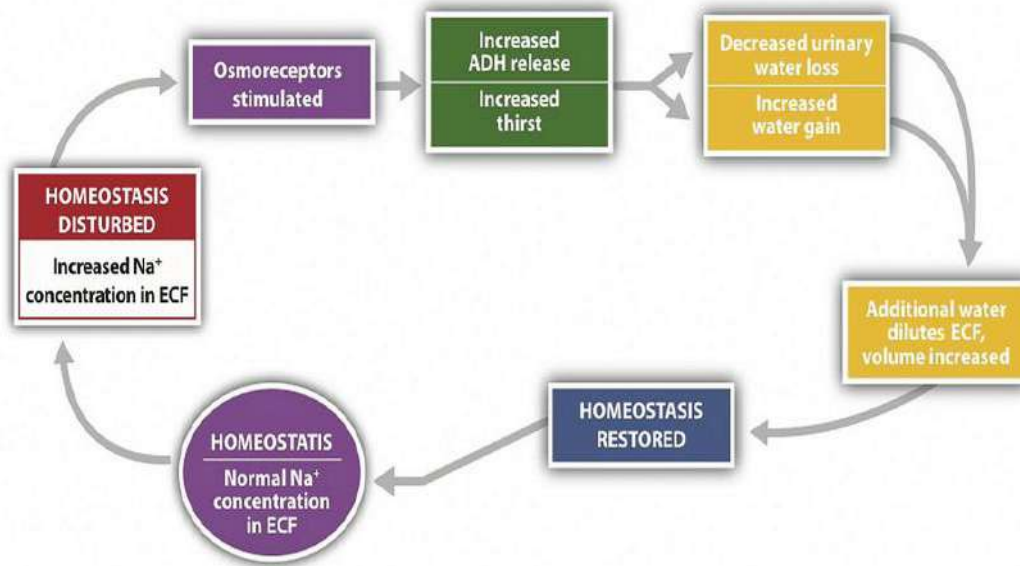 Osmoreceptors
stimulated
Increased
ADH release
Increased
thirst
Decreased urinary
water loss
Increased
water gain
HOMEOSTASIS
DISTURBED
Increased Na⁺
concentration in ECF
Additional water
dilutes ECF,
volume increased
HOMEOSTASIS
RESTORED
HOMEOSTATIS
Normal Na⁺
concentration
in ECF